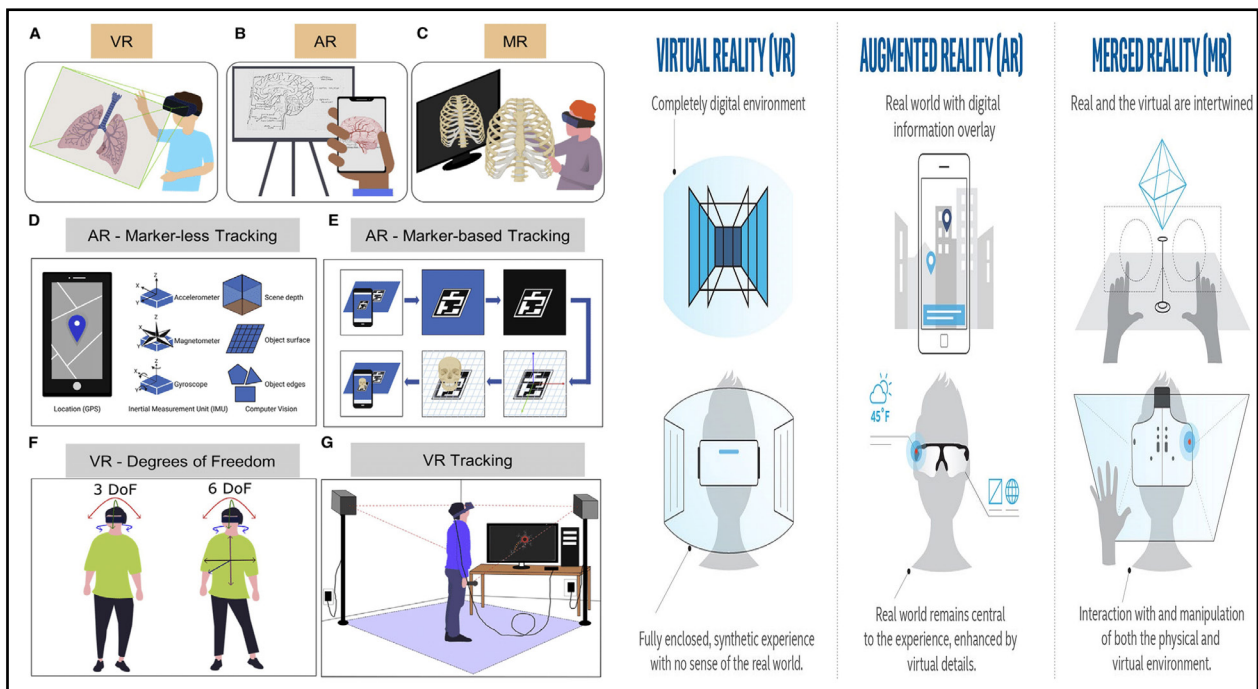 A
VR
B
AR
C
MR
D
AR - Marker-less Tracking
E
AR - Marker-based Tracking
Z
X
Y
Accelerometer
Scene depth
Z
X
Y
Magnetometer
Object surface
Z
X
Y
Gyroscope
Object edges
Location (GPS)
Inertial Measurement Unit (IMU)
Computer Vision
F
VR - Degrees of Freedom
G
VR Tracking
3 DoF
6 DoF
VIRTUAL REALITY (VR)
Completely digital environment
Fully enclosed, synthetic experience
with no sense of the real world.
AUGMENTED REALITY (AR)
Real world with digital
information overlay
45°F
Real world remains central
to the experience, enhanced by
virtual details.
MERGED REALITY (MR)
Real and the virtual are intertwined
Interaction with and manipulation
of both the physical and
virtual environment.